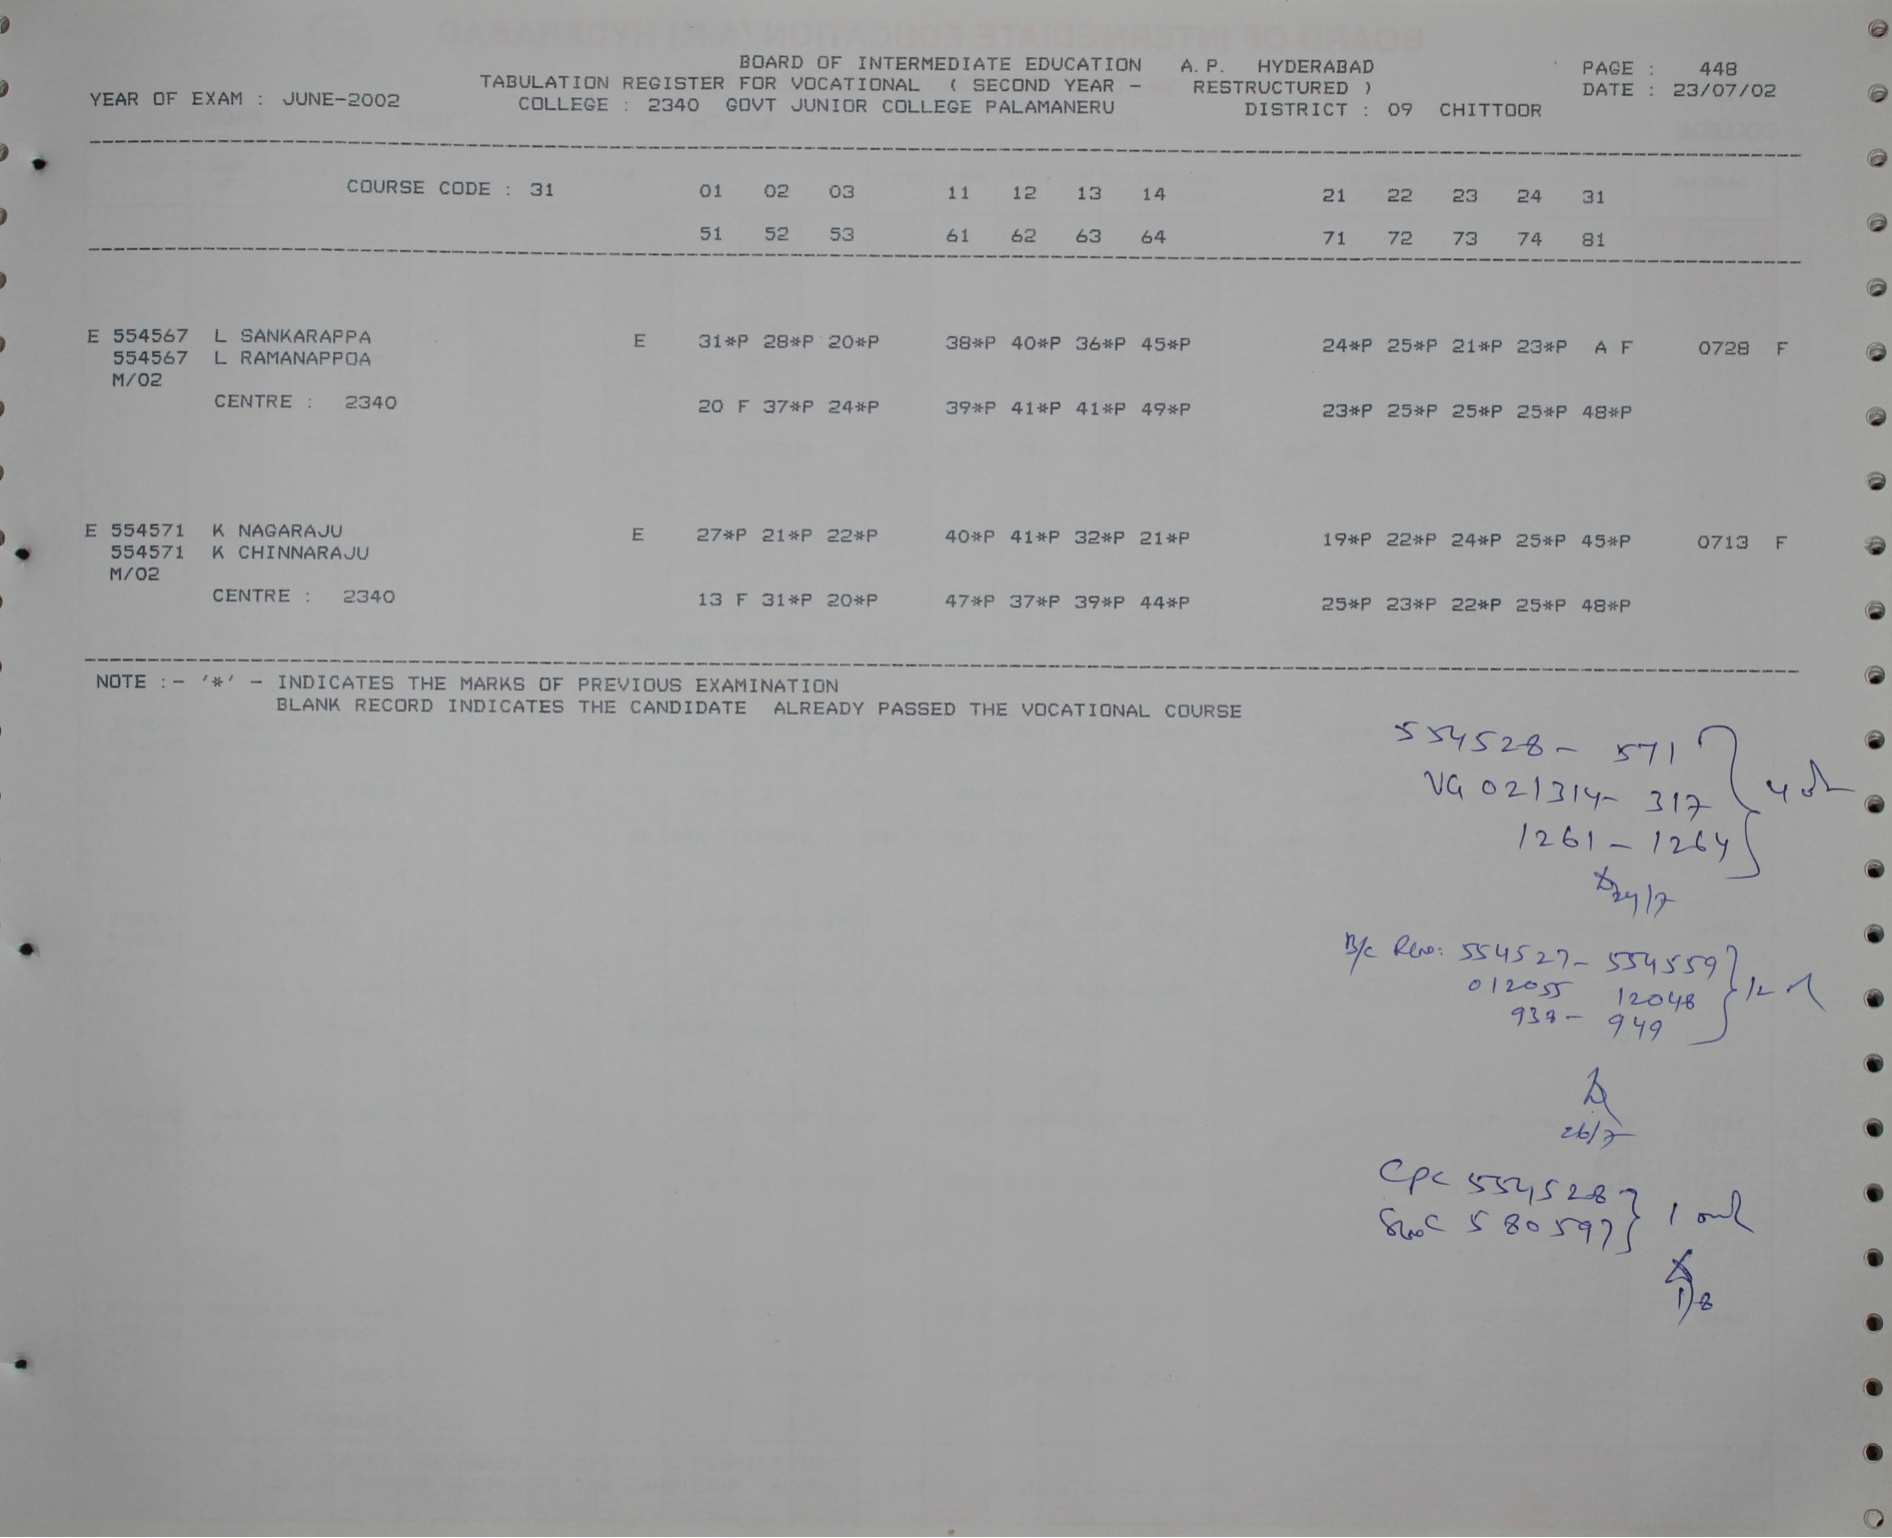 BOARD OF INTERMEDIATE EDUCATION A.P. HYDERABAD PAGE : 448
TABULATION REGISTER FOR VOCATIONAL ( SECOND YEAR - RESTRUCTURED ) DATE : 23/07/02
YEAR OF EXAM : JUNE-2002 COLLEGE : 2340 GOVT JUNIOR COLLEGE PALAMANERU DISTRICT : 09 CHITTOOR
COURSE CODE : 31 01 02 03 11 12 13 14 21 22 23 24 31
51 52 53 61 62 63 64 71 72 73 74 81
E 554567 L SANKARAPPA E 31*P 28*P 20*P 38*P 40*P 36*P 45*P 24*P 25*P 21*P 23*P A F 0728 F
554567 L RAMANAPPOA
M/02
CENTRE : 2340 20 F 37*P 24*P 39*P 41*P 41*P 49*P 23*P 25*P 25*P 25*P 48*P
E 554571 K NAGARAJU E 27*P 21*P 22*P 40*P 41*P 32*P 21*P 19*P 22*P 24*P 25*P 45*P 0713 F
554571 K CHINNARAJU
M/02
CENTRE : 2340 13 F 31*P 20*P 47*P 37*P 39*P 44*P 25*P 23*P 22*P 25*P 48*P
NOTE :- '*' - INDICATES THE MARKS OF PREVIOUS EXAMINATION
BLANK RECORD INDICATES THE CANDIDATE ALREADY PASSED THE VOCATIONAL COURSE
554528 - 571
VG 021314 - 317
1261 - 1264
24/7
554527 - 554559
012055 12048
938 - 949
26/7
CPC 554528
580597
1/8